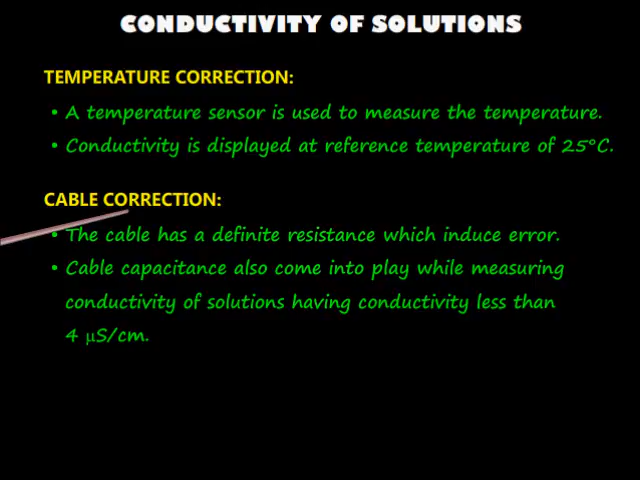 CONDUCTIVITY OF SOLUTIONS
TEMPERATURE CORRECTION:
• A temperature sensor is used to measure the temperature.
• Conductivity is displayed at reference temperature of 25°C.
CABLE CORRECTION:
• The cable has a definite resistance which induce error.
• Cable capacitance also come into play while measuring
conductivity of solutions having conductivity less than
4 µS/cm.